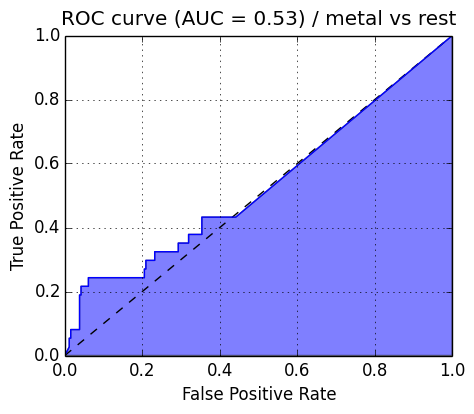 ROC curve (AUC = 0.53) / metal vs rest
1.0
0.8
0.6
0.4
0.2
0.0
True Positive Rate
0.0 0.2 0.4 0.6 0.8 1.0
False Positive Rate